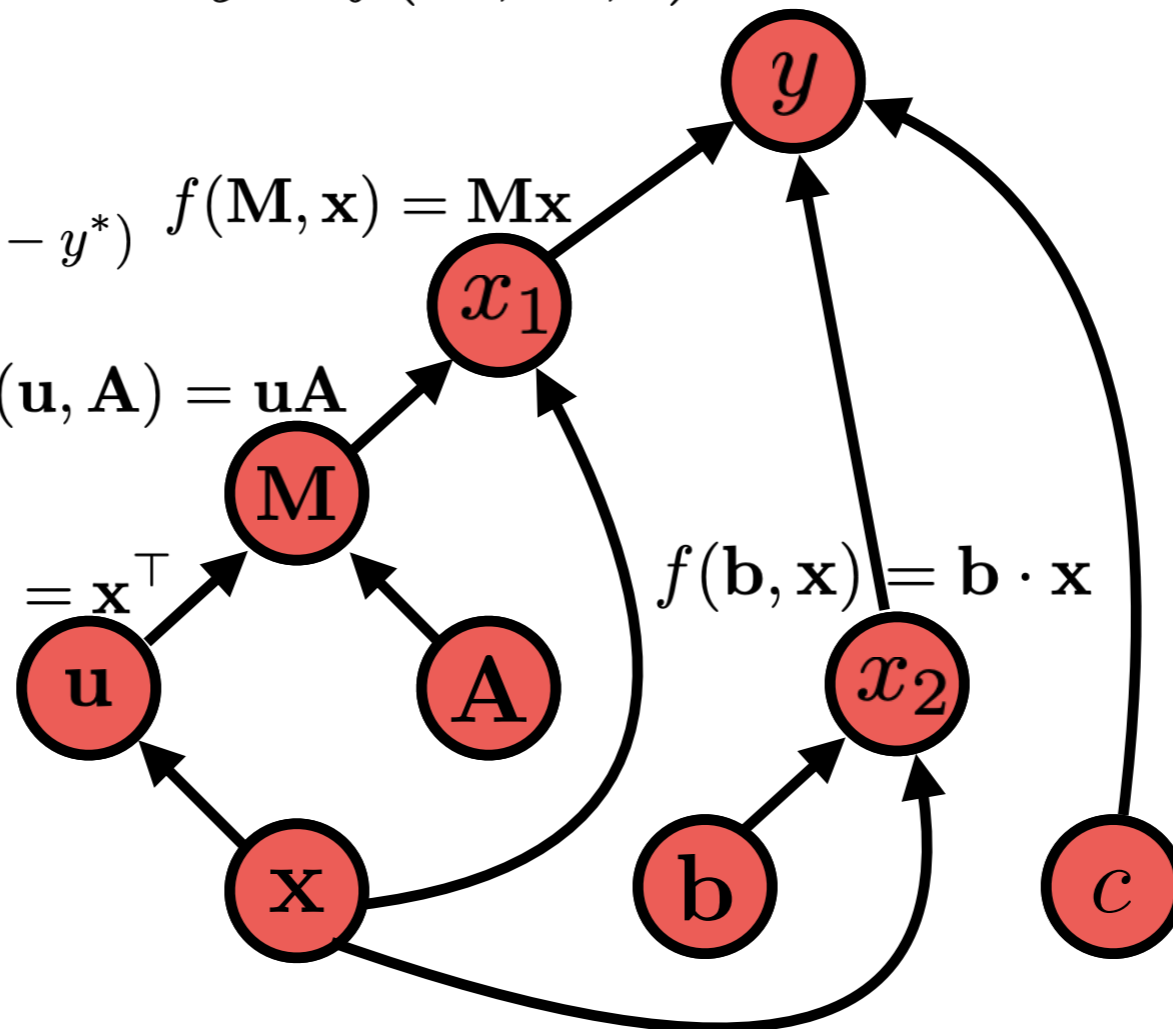 y
f(𝐌, 𝐱) = 𝐌𝐱
− y*)
x₁
(𝐮, 𝐀) = 𝐮𝐀
𝐌
f(𝐛, 𝐱) = 𝐛 · 𝐱
= 𝐱⊤
𝐮
𝐀
x₂
𝐱
𝐛
c